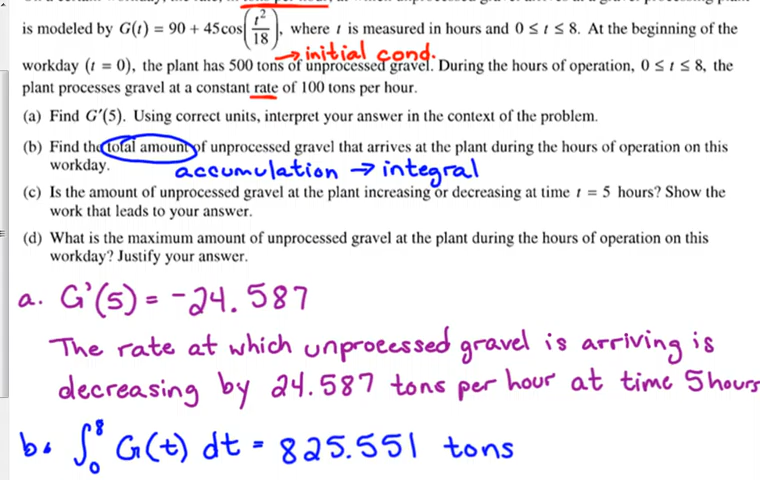 is modeled by G(t) = 90 + 45cos(t²/18), where t is measured in hours and 0 ≤ t ≤ 8. At the beginning of the
→ initial cond.
workday (t = 0), the plant has 500 tons of unprocessed gravel. During the hours of operation, 0 ≤ t ≤ 8, the
plant processes gravel at a constant rate of 100 tons per hour.
(a) Find G′(5). Using correct units, interpret your answer in the context of the problem.
(b) Find the total amount of unprocessed gravel that arrives at the plant during the hours of operation on this
workday.
accumulation → integral
(c) Is the amount of unprocessed gravel at the plant increasing or decreasing at time t = 5 hours? Show the
work that leads to your answer.
(d) What is the maximum amount of unprocessed gravel at the plant during the hours of operation on this
workday? Justify your answer.
a. G'(5) = -24.587
The rate at which unprocessed gravel is arriving is
decreasing by 24.587 tons per hour at time 5 hours
b. ∫₀⁸ G(t) dt = 825.551 tons